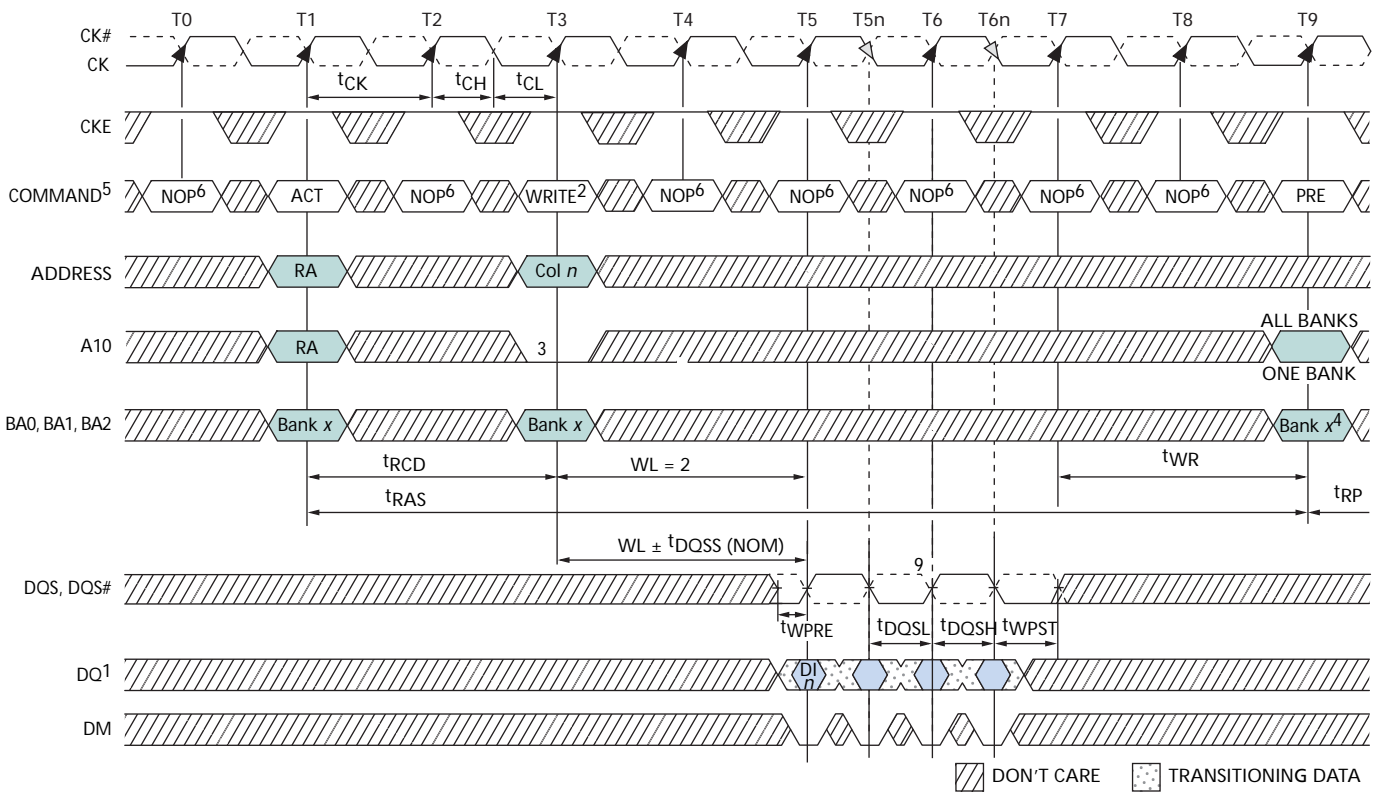 T0 T1 T2 T3 T4 T5 T5n T6 T6n T7 T8 T9
CK#
CK
tCK tCH tCL
CKE
COMMAND5 NOP6 ACT NOP6 WRITE2 NOP6 NOP6 NOP6 NOP6 NOP6 PRE
ADDRESS RA Col n
ALL BANKS
A10 RA 3
ONE BANK
BA0, BA1, BA2 Bank x Bank x Bank x4
tRCD WL = 2 tWR
tRAS tRP
WL ± tDQSS (NOM)
9
DQS, DQS#
tWPRE tDQSL tDQSH tWPST
DQ1 DI
n
DM
DON'T CARE TRANSITIONING DATA